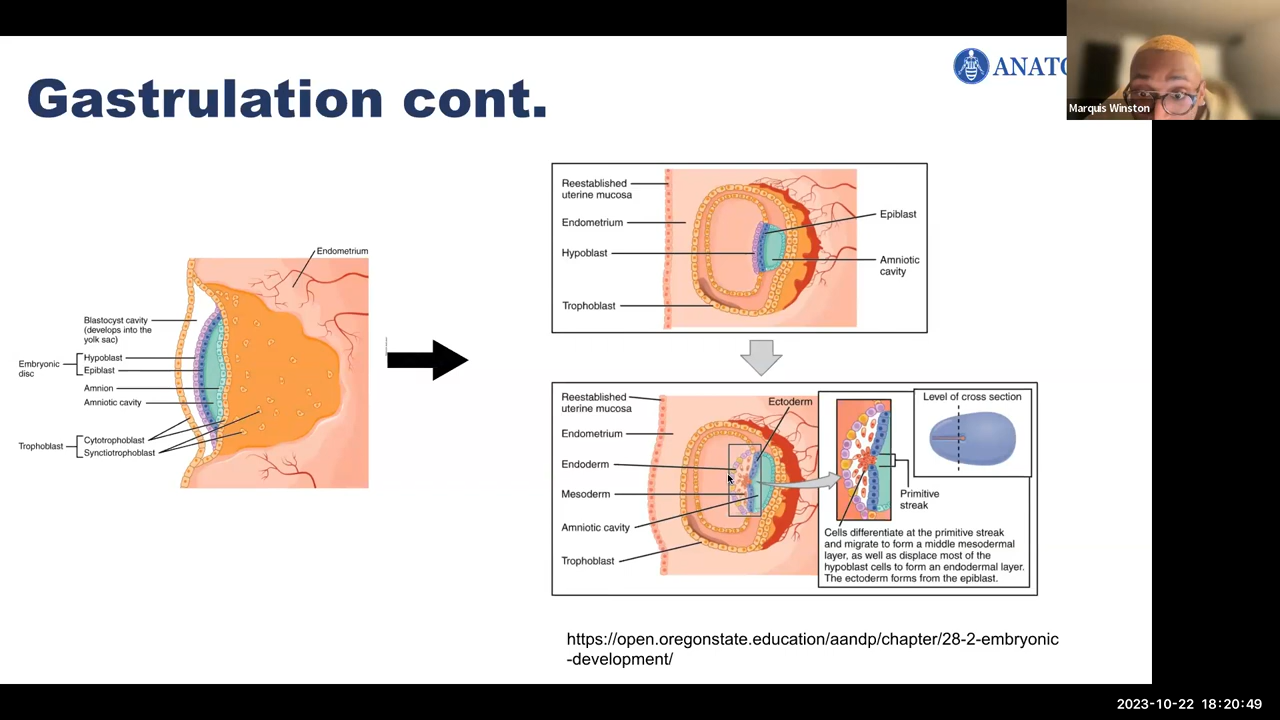 Gastrulation cont.
ANATO
Marquis Winston
Endometrium
Blastocyst cavity
(develops into the
yolk sac)
Embryonic
disc
Hypoblast
Epiblast
Amnion
Amniotic cavity
Trophoblast
Cytotrophoblast
Synctiotrophoblast
Reestablished
uterine mucosa
Endometrium
Hypoblast
Trophoblast
Epiblast
Amniotic
cavity
Reestablished
uterine mucosa
Endometrium
Endoderm
Mesoderm
Amniotic cavity
Trophoblast
Ectoderm
Level of cross section
Primitive
streak
Cells differentiate at the primitive streak
and migrate to form a middle mesodermal
layer, as well as displace most of the
hypoblast cells to form an endodermal layer.
The ectoderm forms from the epiblast.
https://open.oregonstate.education/aandp/chapter/28-2-embryonic
-development/
2023-10-22 18:20:49